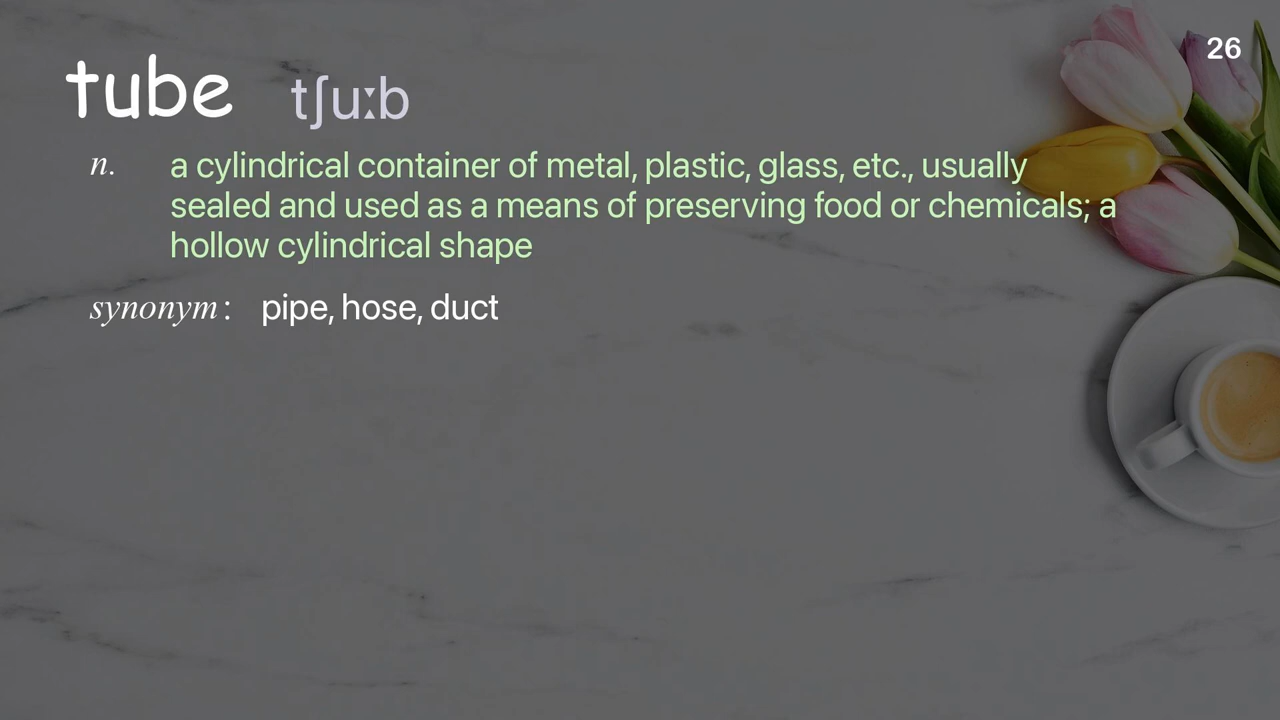 26
tube tʃuːb
n. a cylindrical container of metal, plastic, glass, etc., usually
sealed and used as a means of preserving food or chemicals; a
hollow cylindrical shape
synonym: pipe, hose, duct